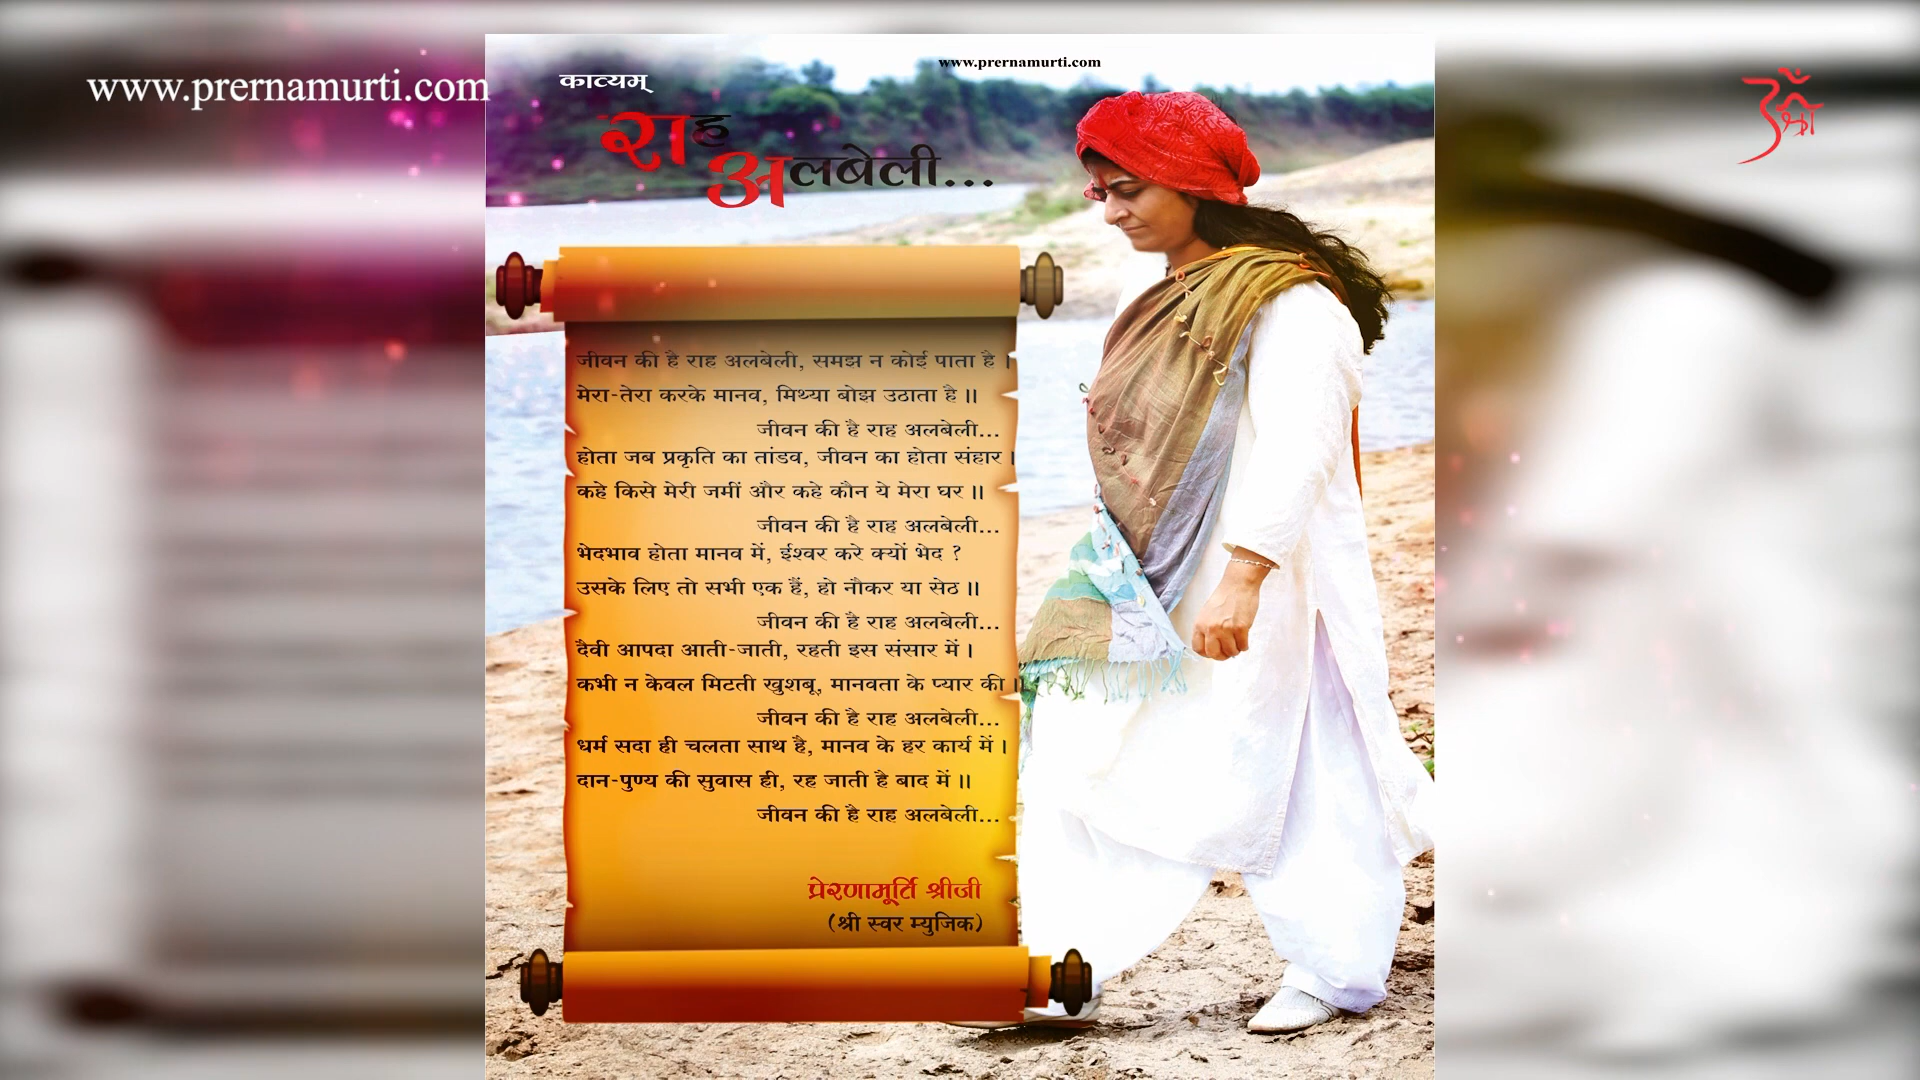 www.prernamurti.com
www.prernamurti.com
काव्यम्
राह
अलबेली...
जीवन की है राह अलबेली, समझ न कोई पाता है ।
मेरा-तेरा करके मानव, मिथ्या बोझ उठाता है ।।
जीवन की है राह अलबेली...
होता जब प्रकृति का तांडव, जीवन का होता संहार ।
कहे किसे मेरी जमीं और कहे कौन ये मेरा घर ।।
जीवन की है राह अलबेली...
भेदभाव होता मानव में, ईश्वर करे क्यों भेद ?
उसके लिए तो सभी एक हैं, हो नौकर या सेठ ।।
जीवन की है राह अलबेली...
दैवी आपदा आती-जाती, रहती इस संसार में ।
कभी न केवल मिटती खुशबू, मानवता के प्यार की ।।
जीवन की है राह अलबेली...
धर्म सदा ही चलता साथ है, मानव के हर कार्य में ।
दान-पुण्य की सुवास ही, रह जाती है बाद में ।।
जीवन की है राह अलबेली...
प्रेरणामूर्ति श्रीजी
(श्री स्वर म्युजिक)